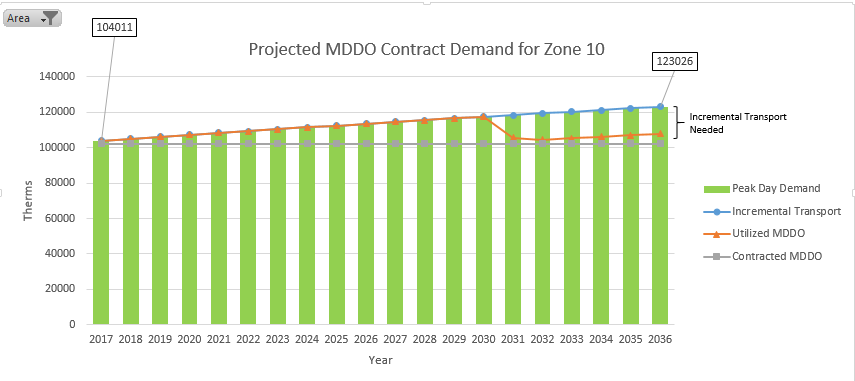 Area
104011
Projected MDDO Contract Demand for Zone 10
123026
140000
120000
100000
80000
60000
40000
20000
0
Therms
2017 2018 2019 2020 2021 2022 2023 2024 2025 2026 2027 2028 2029 2030 2031 2032 2033 2034 2035 2036
Year
Incremental Transport
Needed
Peak Day Demand
Incremental Transport
Utilized MDDO
Contracted MDDO